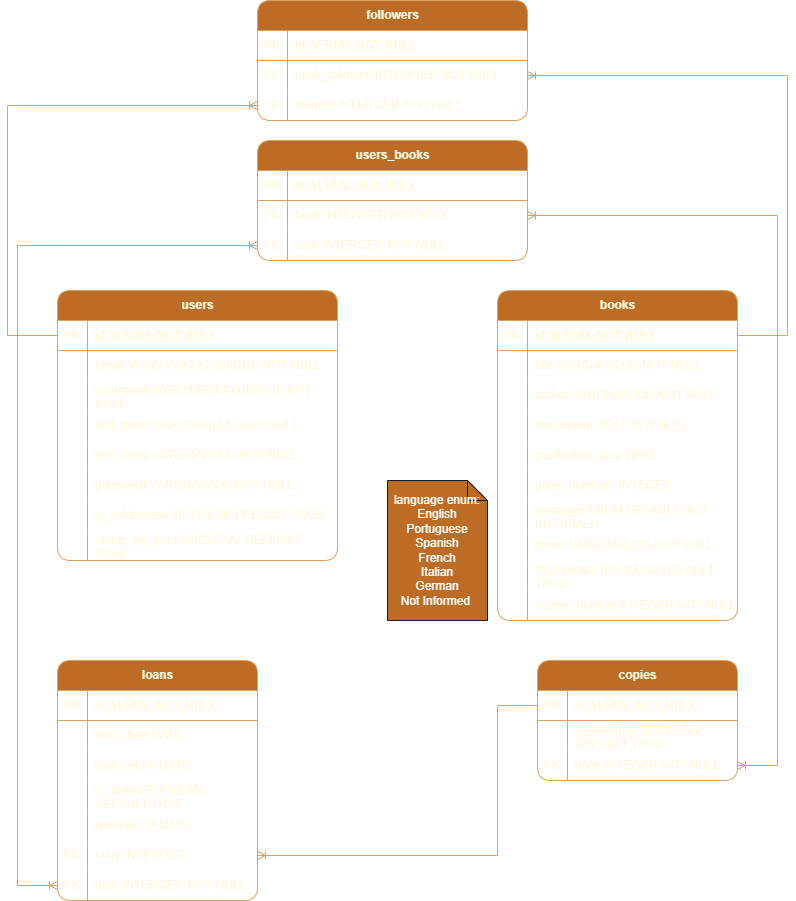 followers
PK id SERIAL NOT NULL
FK book_followed INTERGER NOT NULL
FK student INTERGER NOT NULL
users_books
PK id SERIAL NOT NULL
FK book INTERGER NOT NULL
FK user INTERGER NOT NULL
users
PK id SERIAL NOT NULL
email VARCHAR(XX) UNIQUE NOT NULL
username VARCHAR(XX) UNIQUE NOT
NULL
first_name VARCHAR(XX) NOT NULL
last_name VARCHAR(XX) NOT NULL
password VARCHAR(XX) NOT NULL
is_colaborator BOOLEAN DEFAULT FALSE
status_for_loan BOOLEAN DEFAULT
TRUE
books
PK id SERIAL NOT NULL
title VARCHAR(XX) NOT NULL
author VARCHAR(XX) NOT NULL
description TEXT NOT NULL
publication_year DATE
page_numbers INTEGER
language ENUM DEFAULT NOT
INFORMED
genre VARCHAR(XX) NOT NULL
BOOLEAN DEFAULT
TRUE
copies_number INTEGER NOT NULL
language enum:
English
Portuguese
Spanish
French
Italian
German
Not Informed
loans
PK id SERIAL NOT NULL
loan_date DATE
loan_return DATE
is_active BOOLEAN
DEFAULT TRUE
returned_at DATE
FK copy INTERGER
FK user INTERGER NOT NULL
copies
PK id SERIAL NOT NULL
is_available BOOLEAN
DEFAULT TRUE
FK book INTEGER NOT NULL